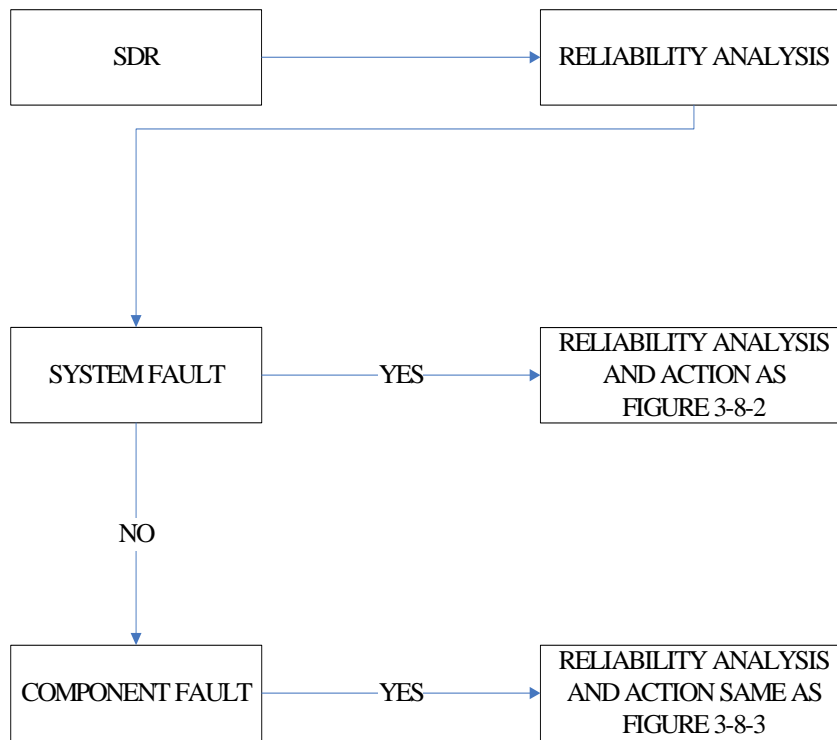 SDR
RELIABILITY ANALYSIS
SYSTEM FAULT
YES
RELIABILITY ANALYSIS
AND ACTION AS
FIGURE 3-8-2
NO
COMPONENT FAULT
YES
RELIABILITY ANALYSIS
AND ACTION SAME AS
FIGURE 3-8-3